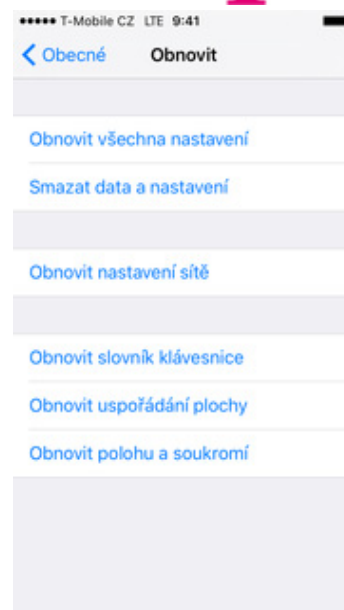 T-Mobile CZ LTE 9:41
Obecné Obnovit
Obnovit všechna nastavení
Smazat data a nastavení
Obnovit nastavení sítě
Obnovit slovník klávesnice
Obnovit uspořádání plochy
Obnovit polohu a soukromí